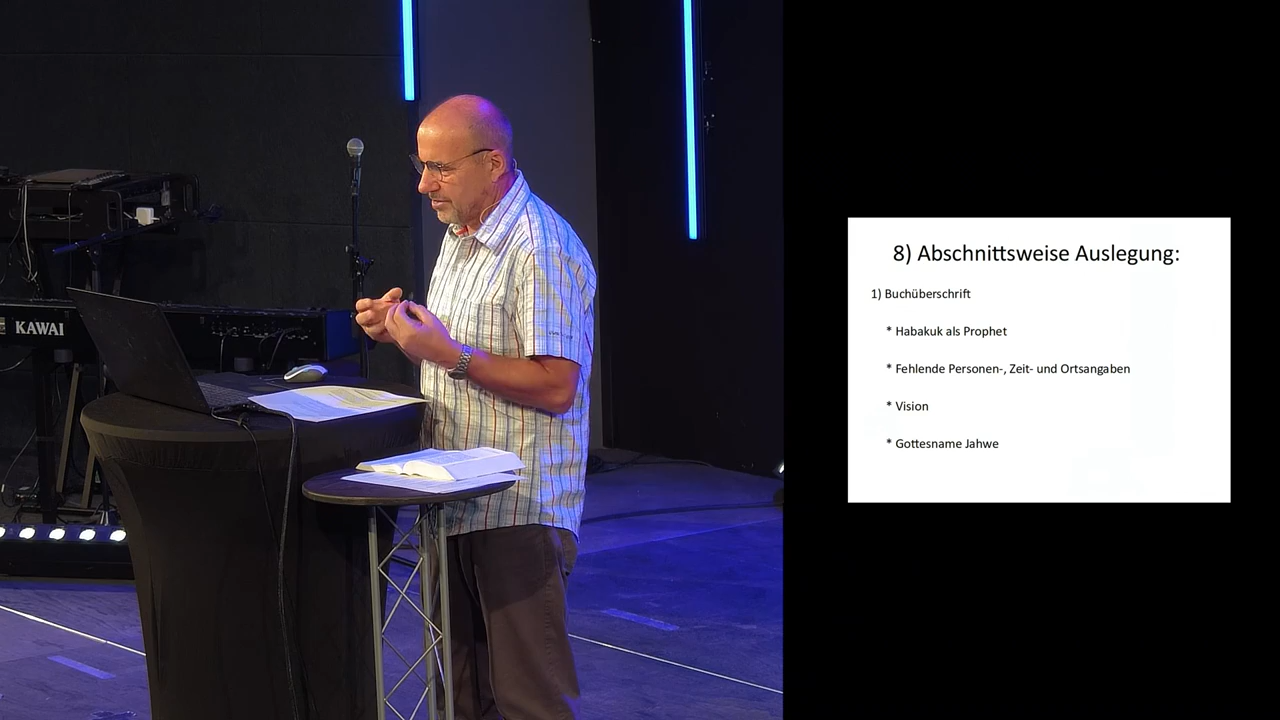 KAWAI
8) Abschnittsweise Auslegung:
1) Buchüberschrift
* Habakuk als Prophet
* Fehlende Personen-, Zeit- und Ortsangaben
* Vision
* Gottesname Jahwe